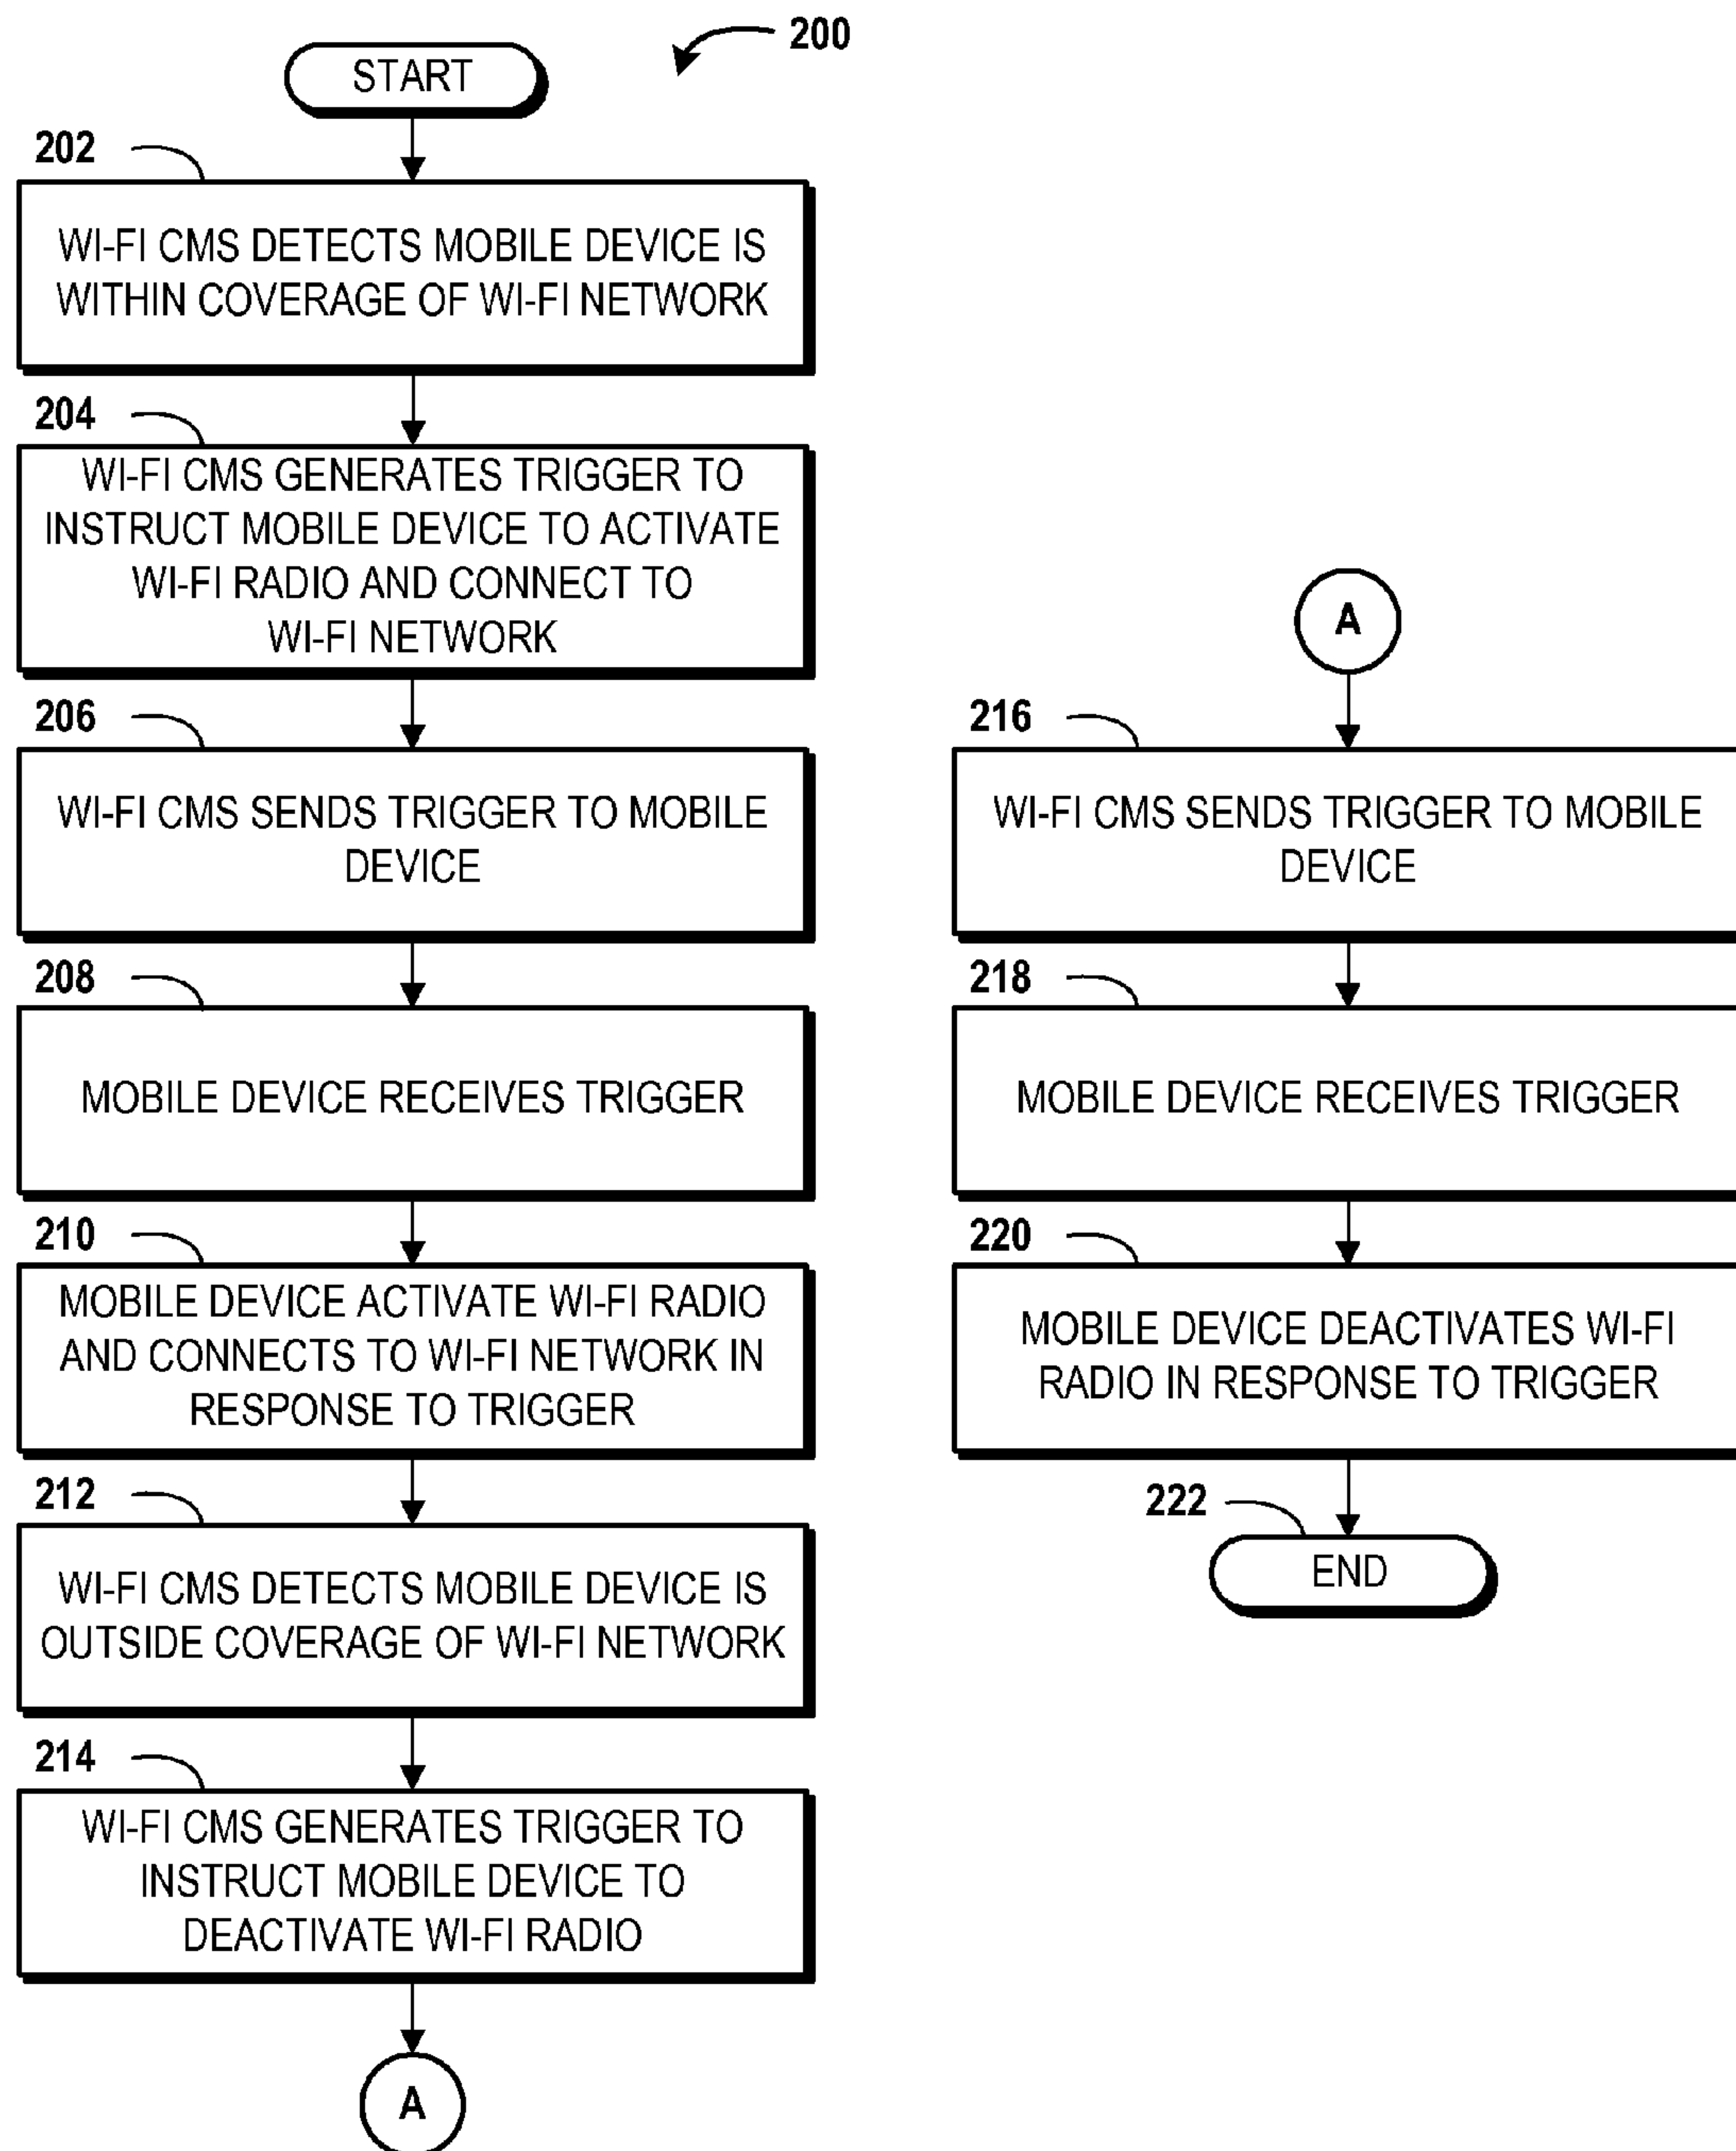 200
START
202
WI-FI CMS DETECTS MOBILE DEVICE IS
WITHIN COVERAGE OF WI-FI NETWORK
204
WI-FI CMS GENERATES TRIGGER TO
INSTRUCT MOBILE DEVICE TO ACTIVATE
WI-FI RADIO AND CONNECT TO
WI-FI NETWORK
206
WI-FI CMS SENDS TRIGGER TO MOBILE
DEVICE
208
MOBILE DEVICE RECEIVES TRIGGER
210
MOBILE DEVICE ACTIVATE WI-FI RADIO
AND CONNECTS TO WI-FI NETWORK IN
RESPONSE TO TRIGGER
212
WI-FI CMS DETECTS MOBILE DEVICE IS
OUTSIDE COVERAGE OF WI-FI NETWORK
214
WI-FI CMS GENERATES TRIGGER TO
INSTRUCT MOBILE DEVICE TO
DEACTIVATE WI-FI RADIO
A
A
216
WI-FI CMS SENDS TRIGGER TO MOBILE
DEVICE
218
MOBILE DEVICE RECEIVES TRIGGER
220
MOBILE DEVICE DEACTIVATES WI-FI
RADIO IN RESPONSE TO TRIGGER
222
END